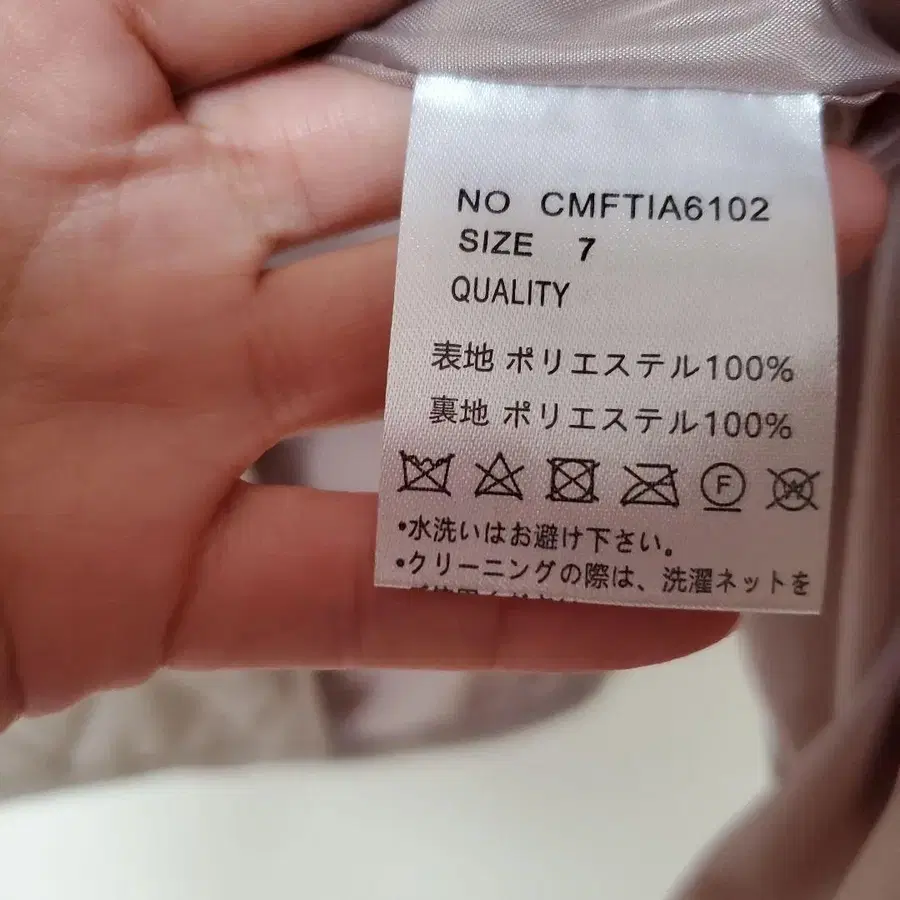 NO CMFTIA6102
SIZE 7
QUALITY
表地 ポリエステル100%
裏地 ポリエステル100%
F W
•水洗いはお避け下さい。
•クリーニングの際は、洗濯ネットを